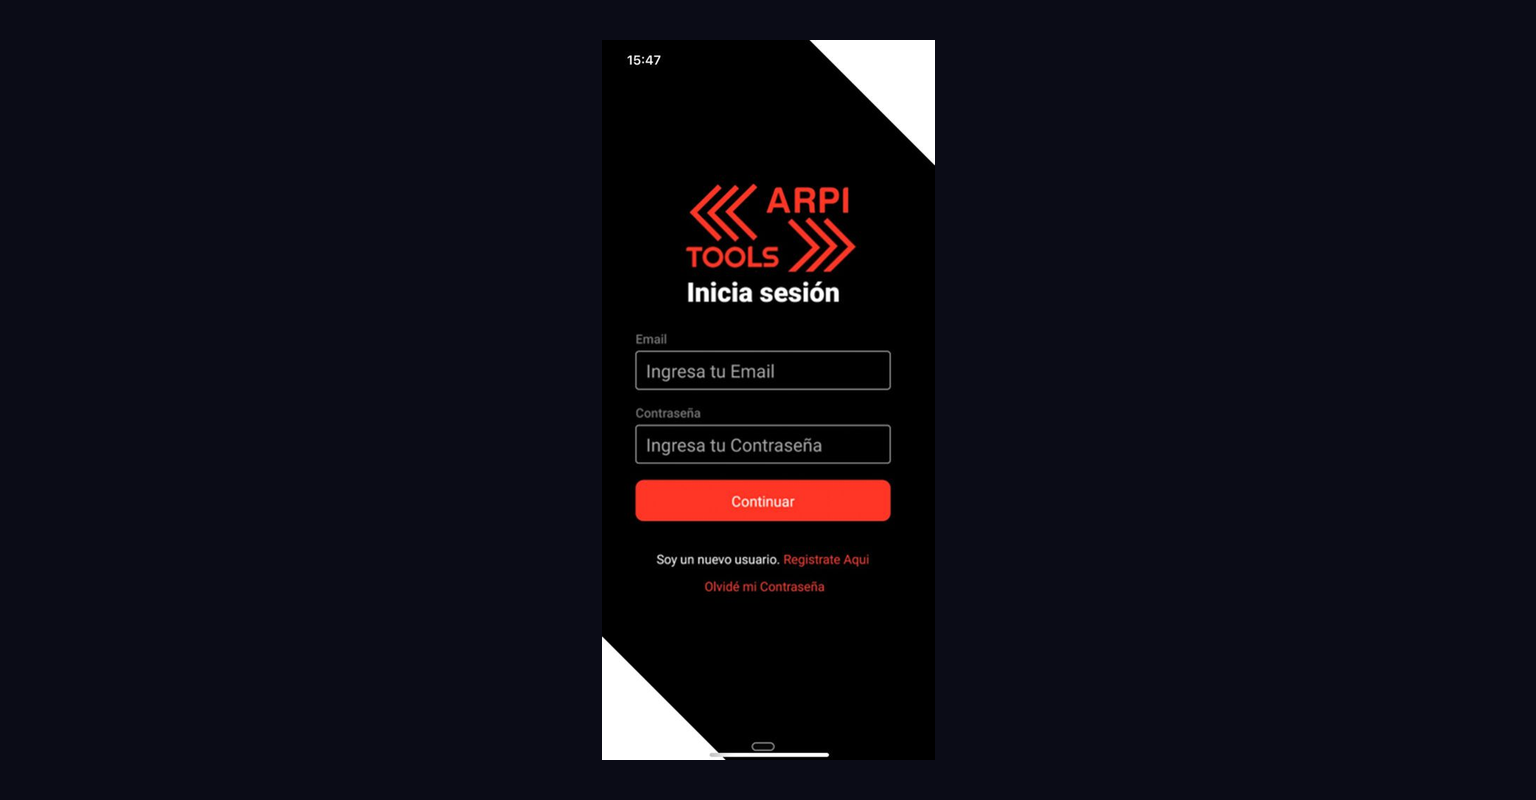 15:47
ARPI
TOOLS
Inicia sesión
Email
Ingresa tu Email
Contraseña
Ingresa tu Contraseña
Continuar
Soy un nuevo usuario. Registrate Aqui
Olvidé mi Contraseña